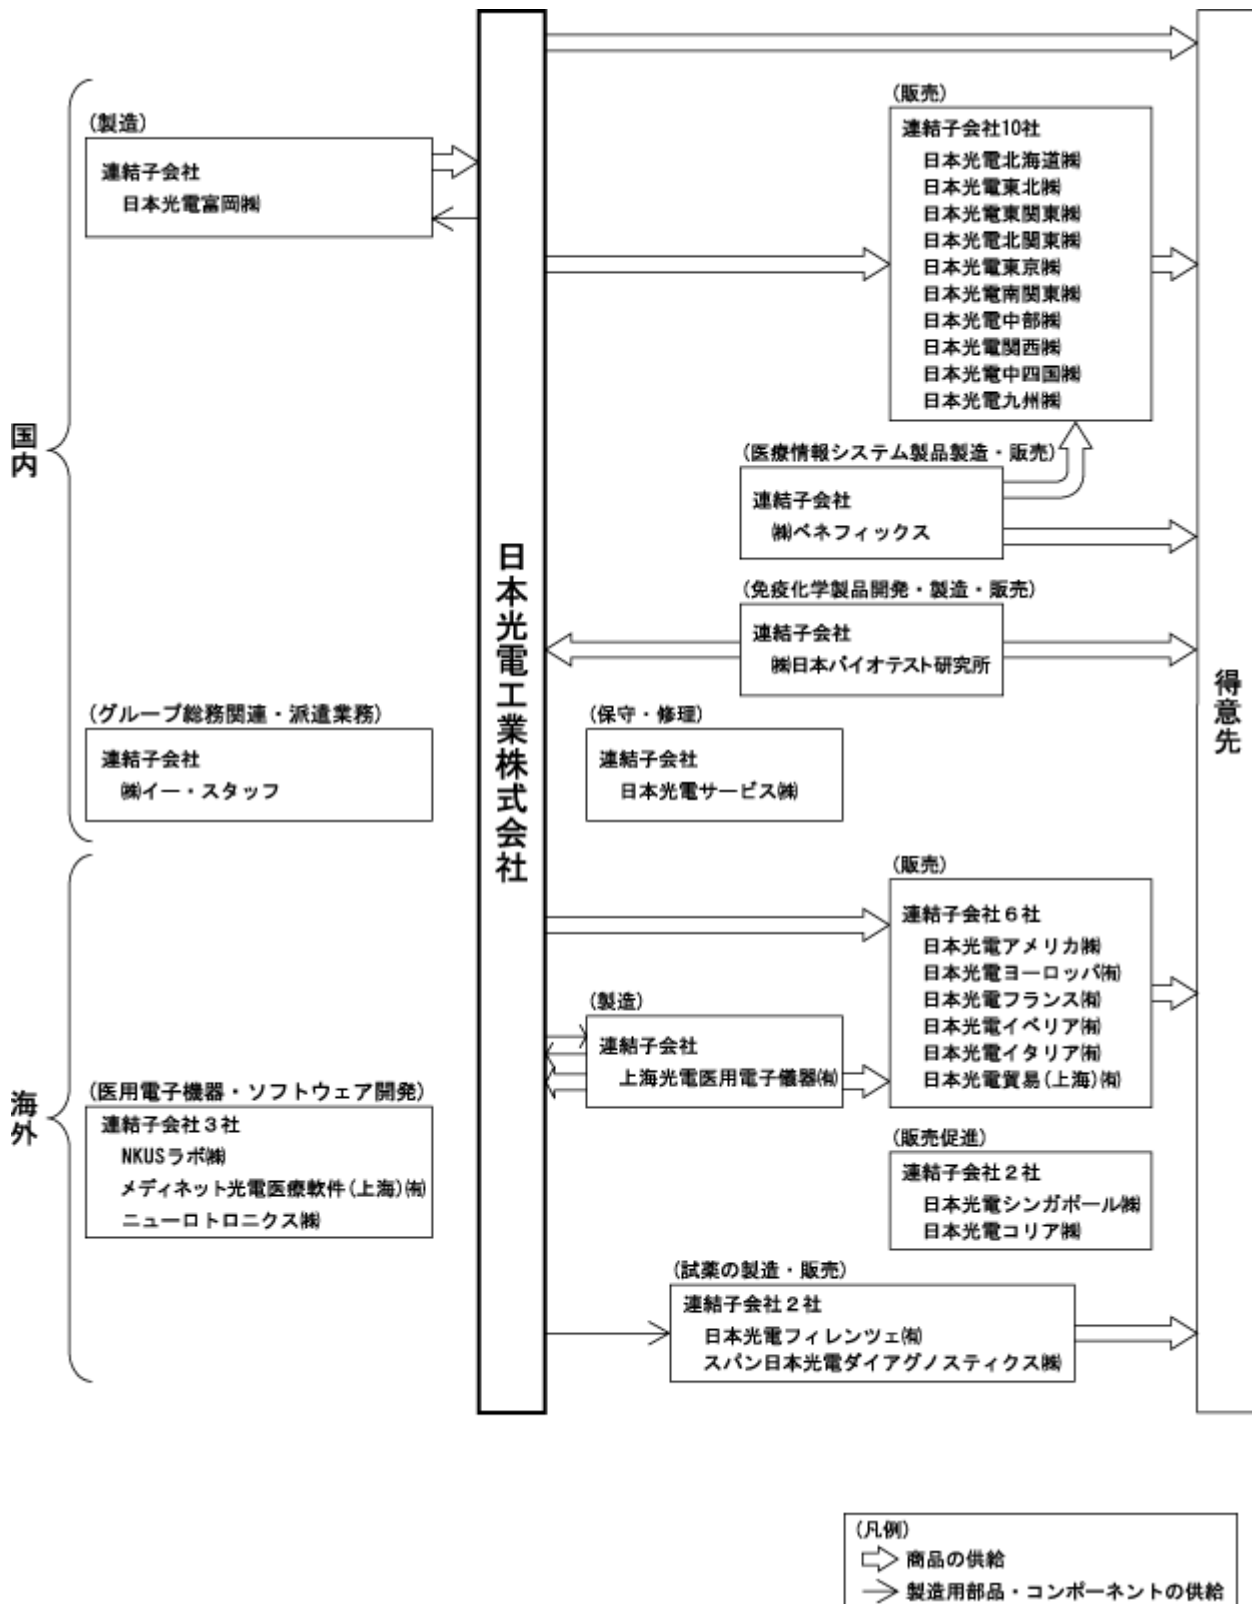 国内
(製造)
連結子会社
日本光電富岡㈱
(グループ総務関連・派遣業務)
連結子会社
㈱イー・スタッフ
日本光電工業株式会社
(販売)
連結子会社10社
日本光電北海道㈱
日本光電東北㈱
日本光電東関東㈱
日本光電北関東㈱
日本光電東京㈱
日本光電南関東㈱
日本光電中部㈱
日本光電関西㈱
日本光電中四国㈱
日本光電九州㈱
(医療情報システム製品製造・販売)
連結子会社
㈱ベネフィックス
(免疫化学製品開発・製造・販売)
連結子会社
㈱日本バイオテスト研究所
(保守・修理)
連結子会社
日本光電サービス㈱
得意先
海外
(医用電子機器・ソフトウェア開発)
連結子会社３社
NKUSラボ㈱
メディネット光電医療軟件(上海)㈲
ニューロトロニクス㈱
(販売)
連結子会社６社
日本光電アメリカ㈱
日本光電ヨーロッパ㈲
日本光電フランス㈲
日本光電イベリア㈲
日本光電イタリア㈲
日本光電貿易(上海)㈲
(製造)
連結子会社
上海光電医用電子儀器㈲
(販売促進)
連結子会社２社
日本光電シンガポール㈱
日本光電コリア㈱
(試薬の製造・販売)
連結子会社２社
日本光電フィレンツェ㈲
スパン日本光電ダイアグノスティクス㈱
(凡例)
商品の供給
製造用部品・コンポーネントの供給